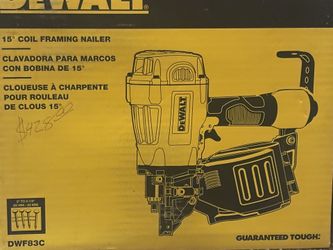 DEWALT
15° COIL FRAMING NAILER
CLAVADORA PARA MARCOS
CON BOBINA DE 15°
CLOUEUSE À CHARPENTE
POUR ROULEAU
DE CLOUS 15°
DEWALT
DWF83C
GUARANTEED TOUGH.